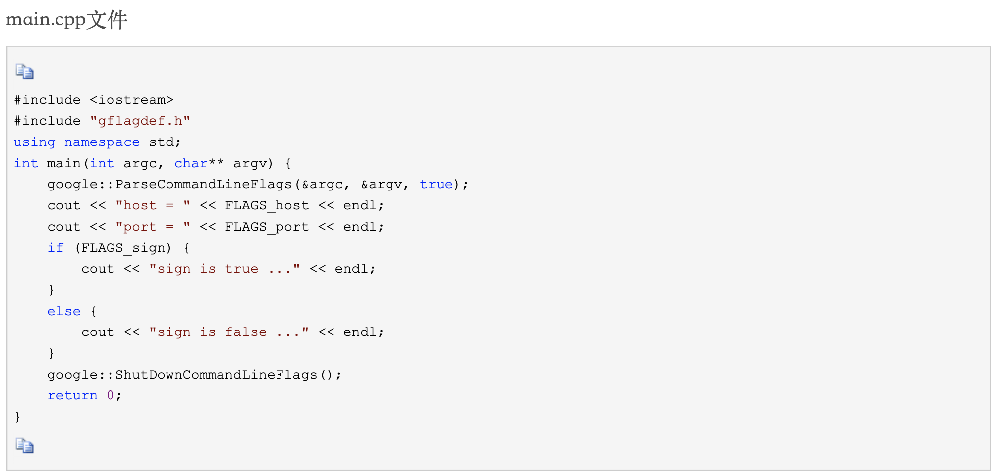 main.cpp文件
#include <iostream>
#include "gflagdef.h"
using namespace std;
int main(int argc, char** argv) {
    google::ParseCommandLineFlags(&argc, &argv, true);
    cout << "host = " << FLAGS_host << endl;
    cout << "port = " << FLAGS_port << endl;
    if (FLAGS_sign) {
        cout << "sign is true ..." << endl;
    }
    else {
        cout << "sign is false ..." << endl;
    }
    google::ShutDownCommandLineFlags();
    return 0;
}